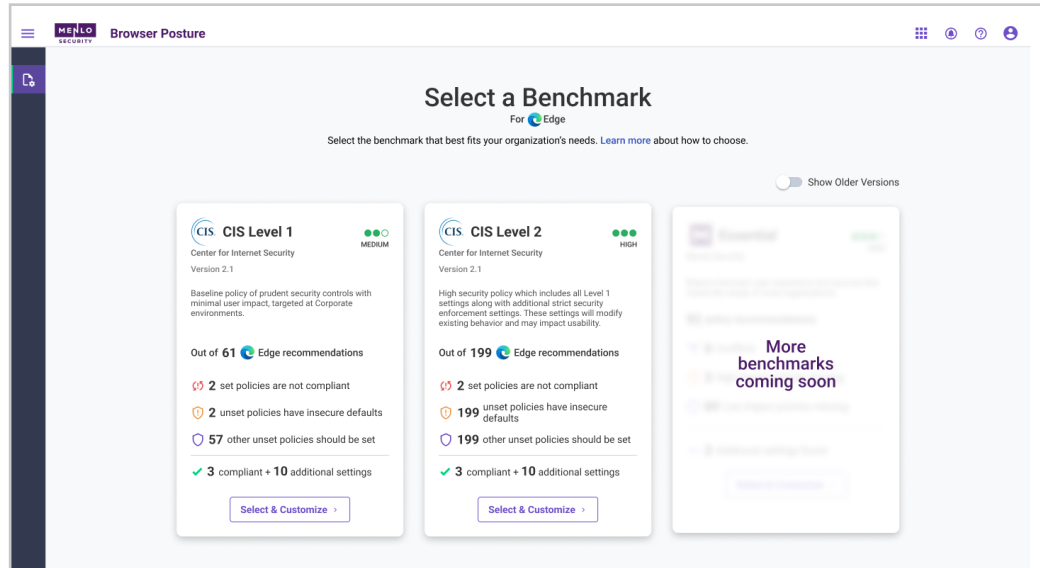 MENLO
SECURITY
Browser Posture
Select a Benchmark
For Edge
Select the benchmark that best fits your organization's needs. Learn more about how to choose.
Show Older Versions
CIS. CIS Level 1
MEDIUM
Center for Internet Security
Version 2.1
Baseline policy of prudent security controls with
minimal user impact, targeted at Corporate
environments.
Out of 61 Edge recommendations
2 set policies are not compliant
2 unset policies have insecure defaults
57 other unset policies should be set
3 compliant + 10 additional settings
Select & Customize ›
CIS. CIS Level 2
HIGH
Center for Internet Security
Version 2.1
High security policy which includes all Level 1
settings along with additional strict security
enforcement settings. These settings will modify
existing behavior and may impact usability.
Out of 199 Edge recommendations
2 set policies are not compliant
199 unset policies have insecure
defaults
199 other unset policies should be set
3 compliant + 10 additional settings
Select & Customize ›
More
benchmarks
coming soon